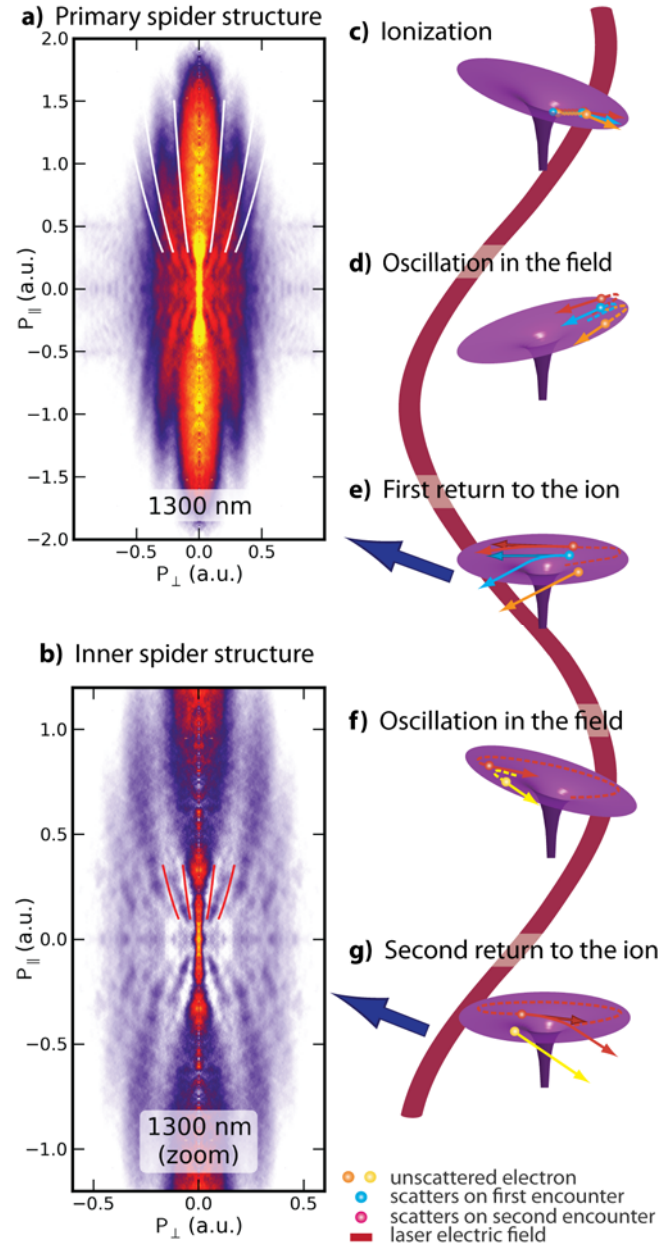 a) Primary spider structure
2.0
1.5
1.0
0.5
0.0
−0.5
−1.0
−1.5
2.0
P∥ (a.u.)
1300 nm
−0.5 0.0 0.5
P⊥ (a.u.)
b) Inner spider structure
1.0
0.5
0.0
−0.5
−1.0
P∥ (a.u.)
1300 nm
(zoom)
−0.5 0.0 0.5
P⊥ (a.u.)
c) Ionization
d) Oscillation in the field
e) First return to the ion
f) Oscillation in the field
g) Second return to the ion
unscattered electron
scatters on first encounter
scatters on second encounter
laser electric field